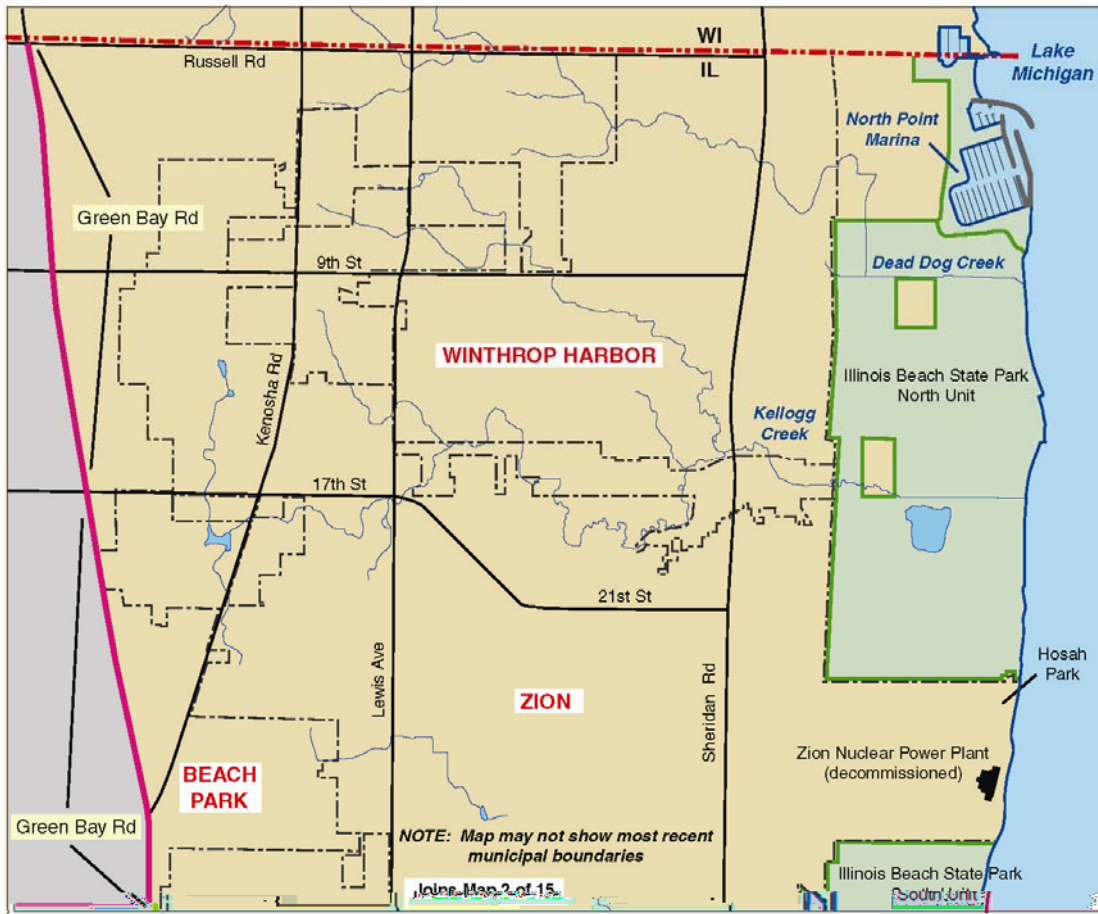 WI
Russell Rd
IL
Lake
Michigan
North Point
Marina
Green Bay Rd
9th St
Dead Dog Creek
WINTHROP HARBOR
Kenosha Rd
Illinois Beach State Park
North Unit
Kellogg
Creek
17th St
21st St
Hosah
Park
Lewis Ave
ZION
Sheridan Rd
Zion Nuclear Power Plant
(decommissioned)
BEACH
PARK
Green Bay Rd
NOTE: Map may not show most recent
municipal boundaries
Joins Map 2 of 15
Illinois Beach State Park
South Unit